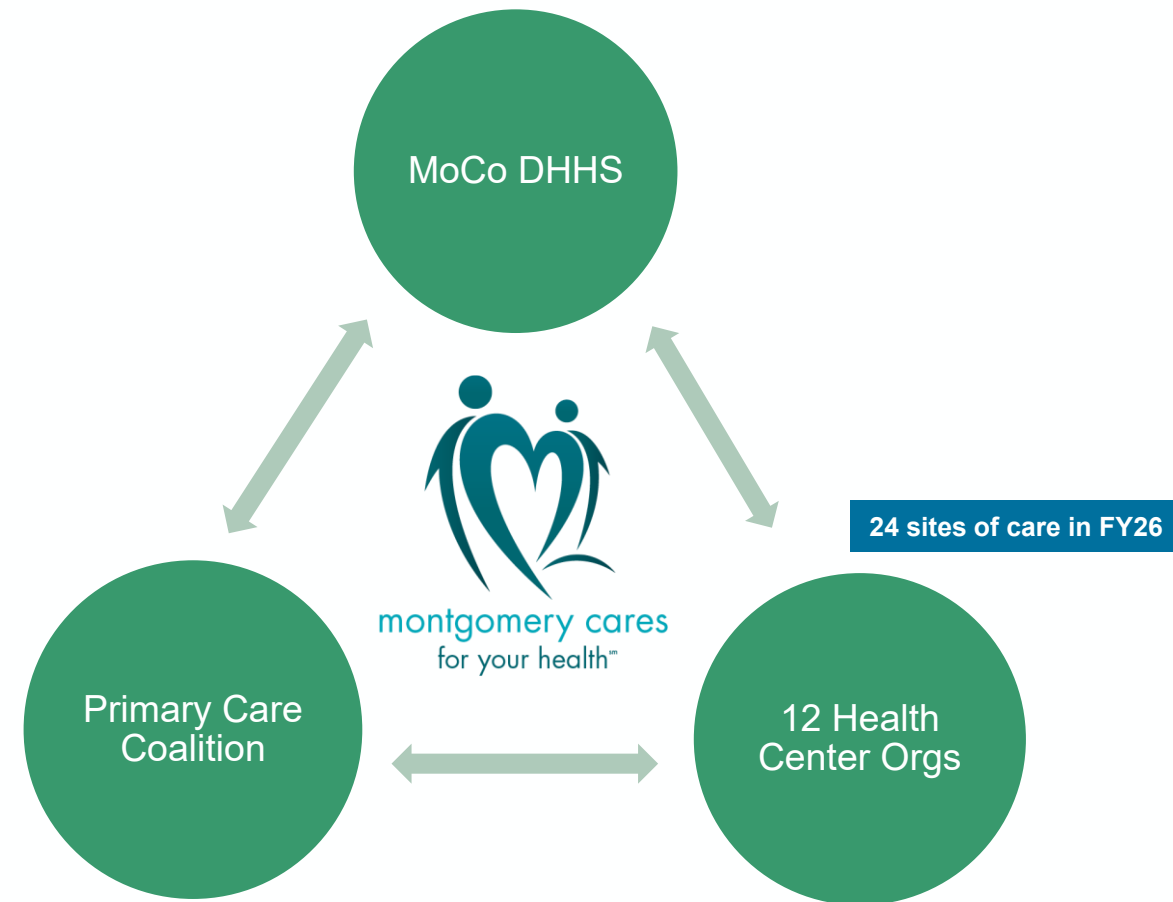 MoCo DHHS
montgomery cares
for your health℠
24 sites of care in FY26
Primary Care
Coalition
12 Health
Center Orgs